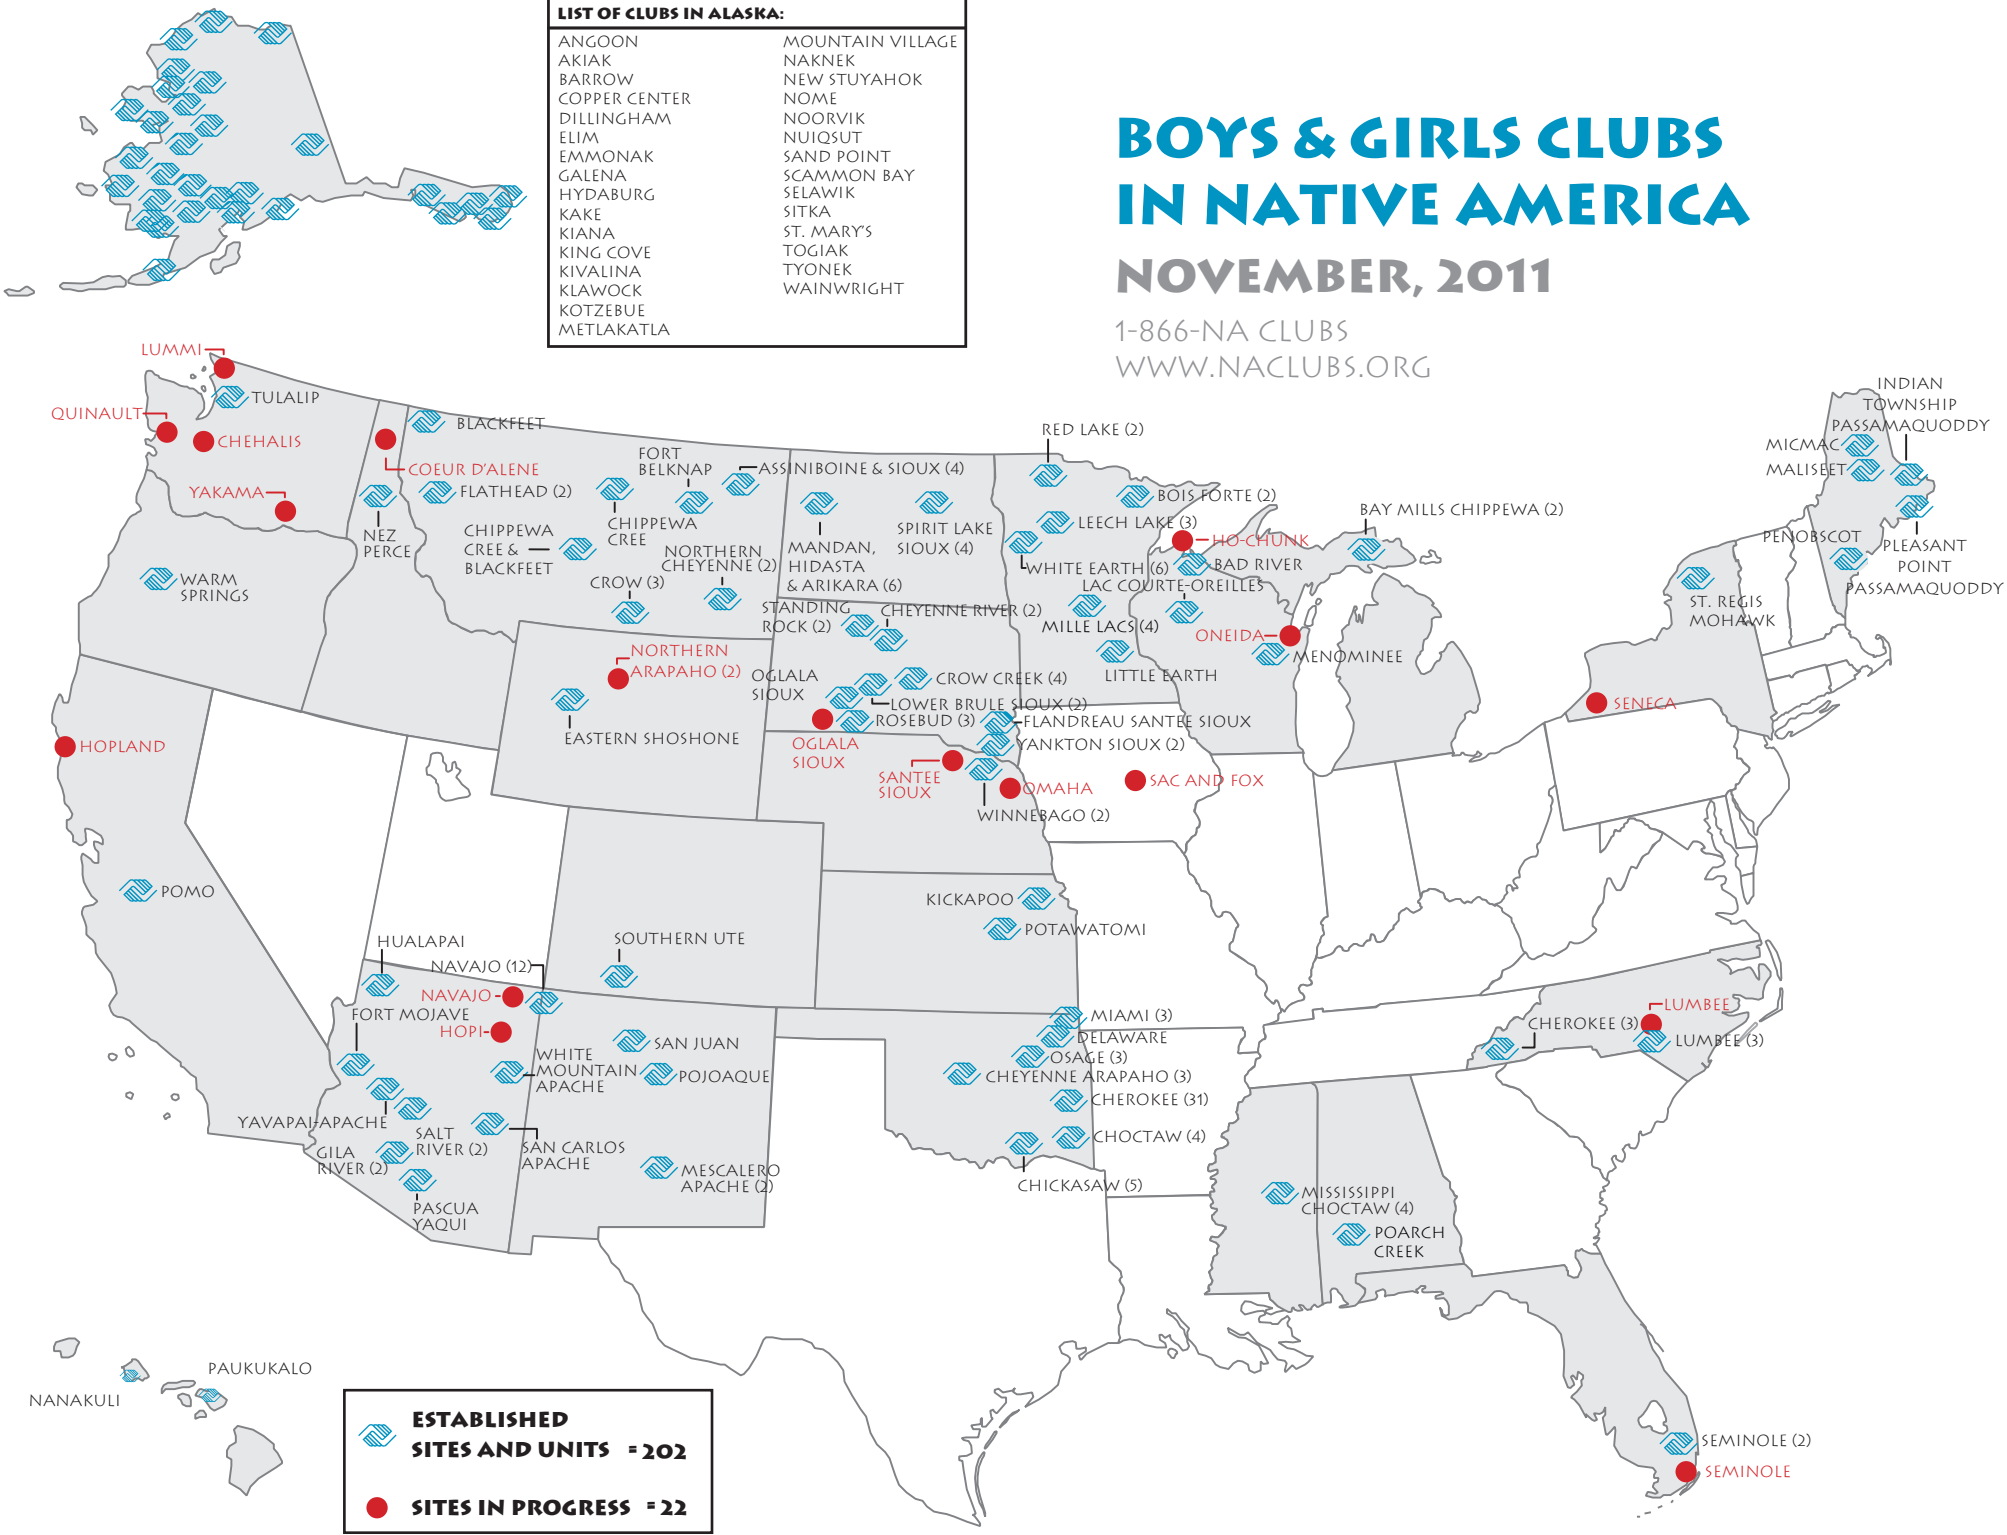 LIST OF CLUBS IN ALASKA:
ANGOON
AKIAK
BARROW
COPPER CENTER
DILLINGHAM
ELIM
EMMONAK
GALENA
HYDABURG
KAKE
KIANA
KING COVE
KIVALINA
KLAWOCK
KOTZEBUE
METLAKATLA
MOUNTAIN VILLAGE
NAKNEK
NEW STUYAHOK
NOME
NOORVIK
NUIQSUT
SAND POINT
SCAMMON BAY
SELAWIK
SITKA
ST. MARY'S
TOGIAK
TYONEK
WAINWRIGHT
BOYS & GIRLS CLUBS
IN NATIVE AMERICA
NOVEMBER, 2011
1-866-NA CLUBS
WWW.NACLUBS.ORG
LUMMI
TULALIP
QUINAULT
CHEHALIS
YAKAMA
COEUR D'ALENE
NEZ
PERCE
WARM
SPRINGS
BLACKFEET
FLATHEAD (2)
CHIPPEWA
CREE &
BLACKFEET
CHIPPEWA
CREE
FORT
BELKNAP
ASSINIBOINE & SIOUX (4)
NORTHERN
CHEYENNE (2)
CROW (3)
MANDAN,
HIDASTA
& ARIKARA (6)
SPIRIT LAKE
SIOUX (4)
STANDING
ROCK (2)
CHEYENNE RIVER (2)
OGLALA
SIOUX
CROW CREEK (4)
LOWER BRULE SIOUX (2)
ROSEBUD (3)
FLANDREAU SANTEE SIOUX
YANKTON SIOUX (2)
OGLALA
SIOUX
SANTEE
SIOUX
OMAHA
WINNEBAGO (2)
SAC AND FOX
NORTHERN
ARAPAHO (2)
EASTERN SHOSHONE
RED LAKE (2)
BOIS FORTE (2)
LEECH LAKE (3)
WHITE EARTH (6)
MILLE LACS (4)
LITTLE EARTH
HO-CHUNK
BAD RIVER
LAC COURTE-OREILLES
ONEIDA
MENOMINEE
BAY MILLS CHIPPEWA (2)
INDIAN
TOWNSHIP
PASSAMAQUODDY
MICMAC
MALISEET
PENOBSCOT
PLEASANT
POINT
PASSAMAQUODDY
ST. REGIS
MOHAWK
SENECA
HOPLAND
POMO
HUALAPAI
NAVAJO (12)
NAVAJO
FORT MOJAVE
HOPI
WHITE
MOUNTAIN
APACHE
YAVAPAI-APACHE
SALT
RIVER (2)
GILA
RIVER (2)
SAN CARLOS
APACHE
PASCUA
YAQUI
SOUTHERN UTE
SAN JUAN
POJOAQUE
MESCALERO
APACHE (2)
KICKAPOO
POTAWATOMI
MIAMI (3)
DELAWARE
OSAGE (3)
CHEYENNE ARAPAHO (3)
CHEROKEE (31)
CHOCTAW (4)
CHICKASAW (5)
MISSISSIPPI
CHOCTAW (4)
POARCH
CREEK
LUMBEE
CHEROKEE (3)
LUMBEE (3)
SEMINOLE (2)
SEMINOLE
PAUKUKALO
NANAKULI
ESTABLISHED
SITES AND UNITS = 202
SITES IN PROGRESS = 22